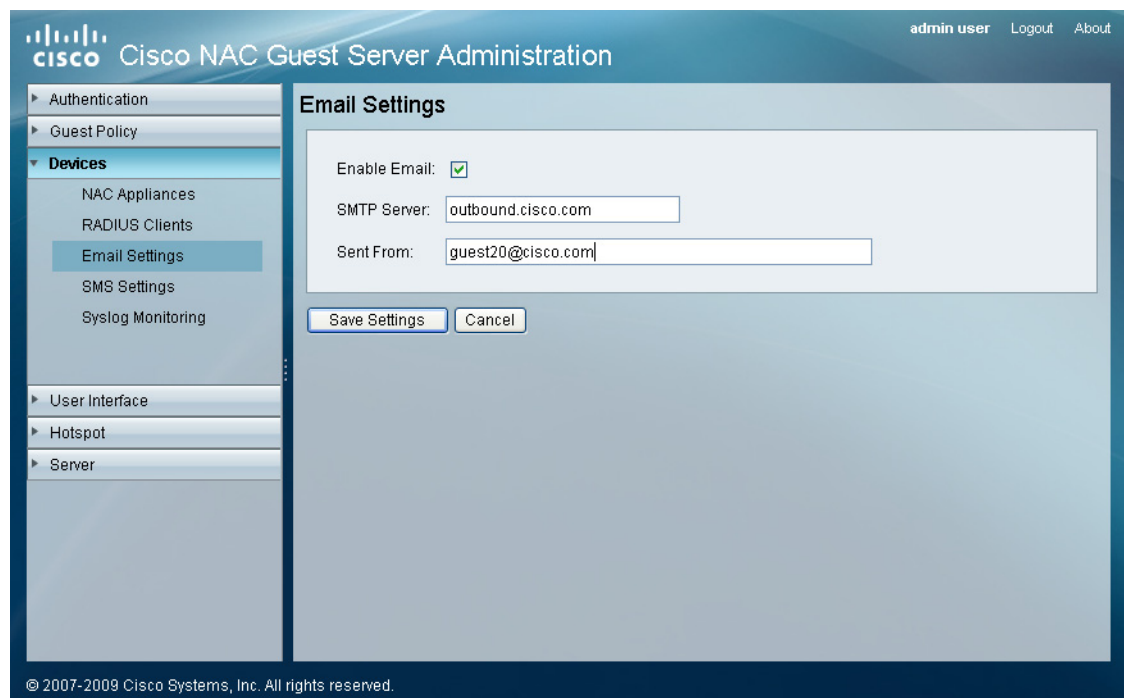 admin user Logout About
CISCO Cisco NAC Guest Server Administration
Authentication
Guest Policy
Devices
NAC Appliances
RADIUS Clients
Email Settings
SMS Settings
Syslog Monitoring
User Interface
Hotspot
Server
Email Settings
Enable Email:
SMTP Server: outbound.cisco.com
Sent From: guest20@cisco.com
Save Settings Cancel
© 2007-2009 Cisco Systems, Inc. All rights reserved.